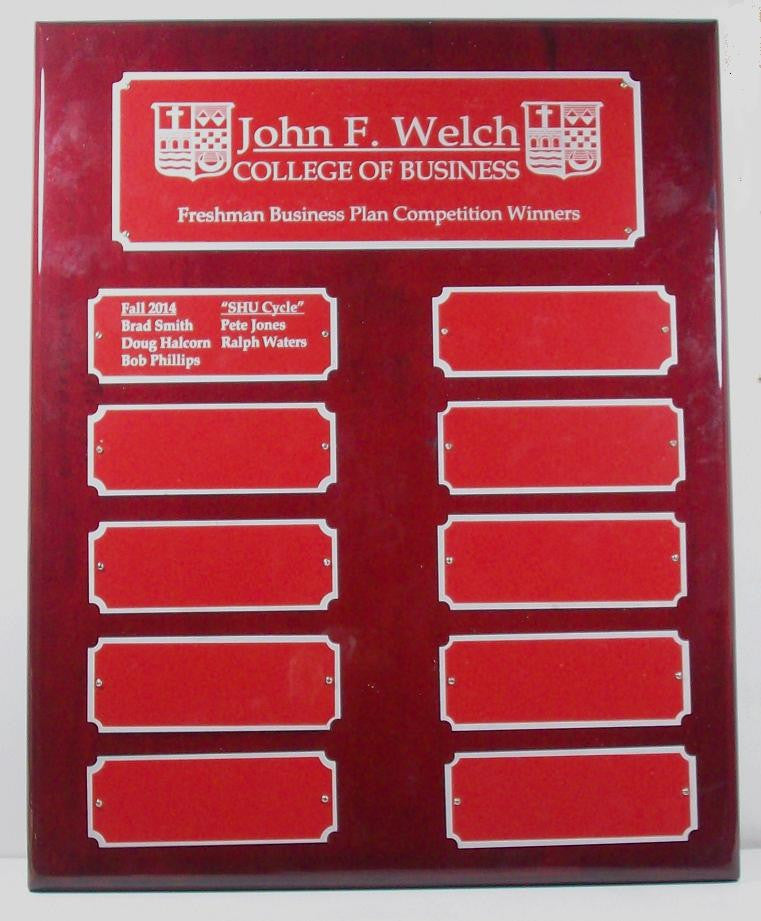 John F. Welch
COLLEGE OF BUSINESS
Freshman Business Plan Competition Winners
Fall 2014 "SHU Cycle"
Brad Smith Pete Jones
Doug Halcorn Ralph Waters
Bob Phillips